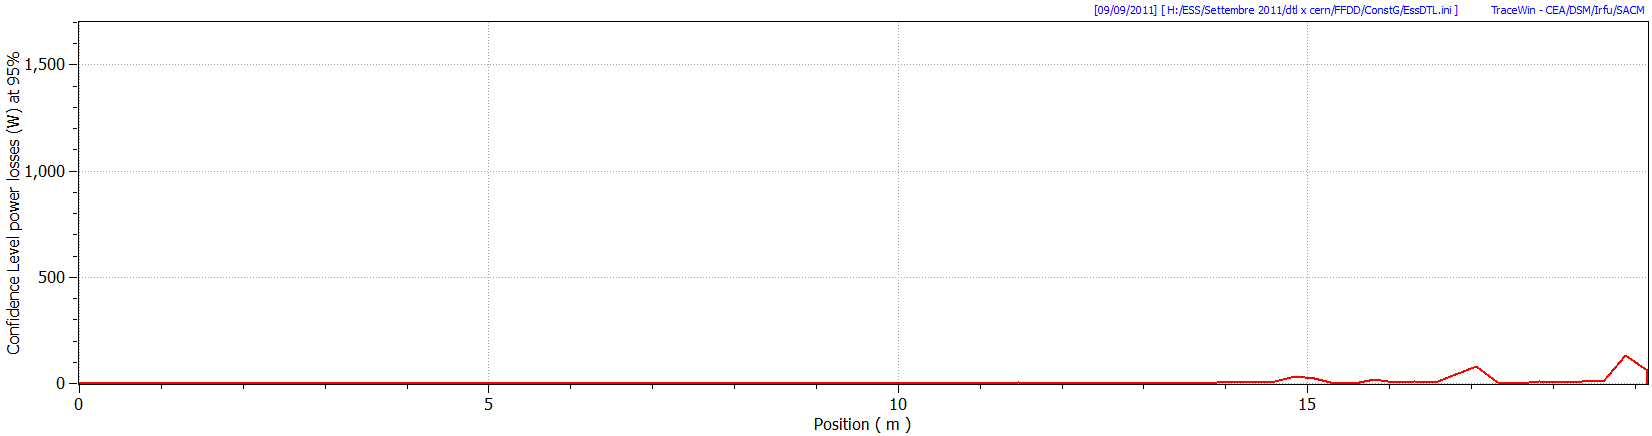 [09/09/2011] [ H:/ESS/Settembre 2011/dtl x cern/FFDD/ConstG/EssDTL.ini ] TraceWin - CEA/DSM/Irfu/SACM
Confidence Level power losses (W) at 95%
1,500
1,000
500
0
0 5 10 15
Position ( m )